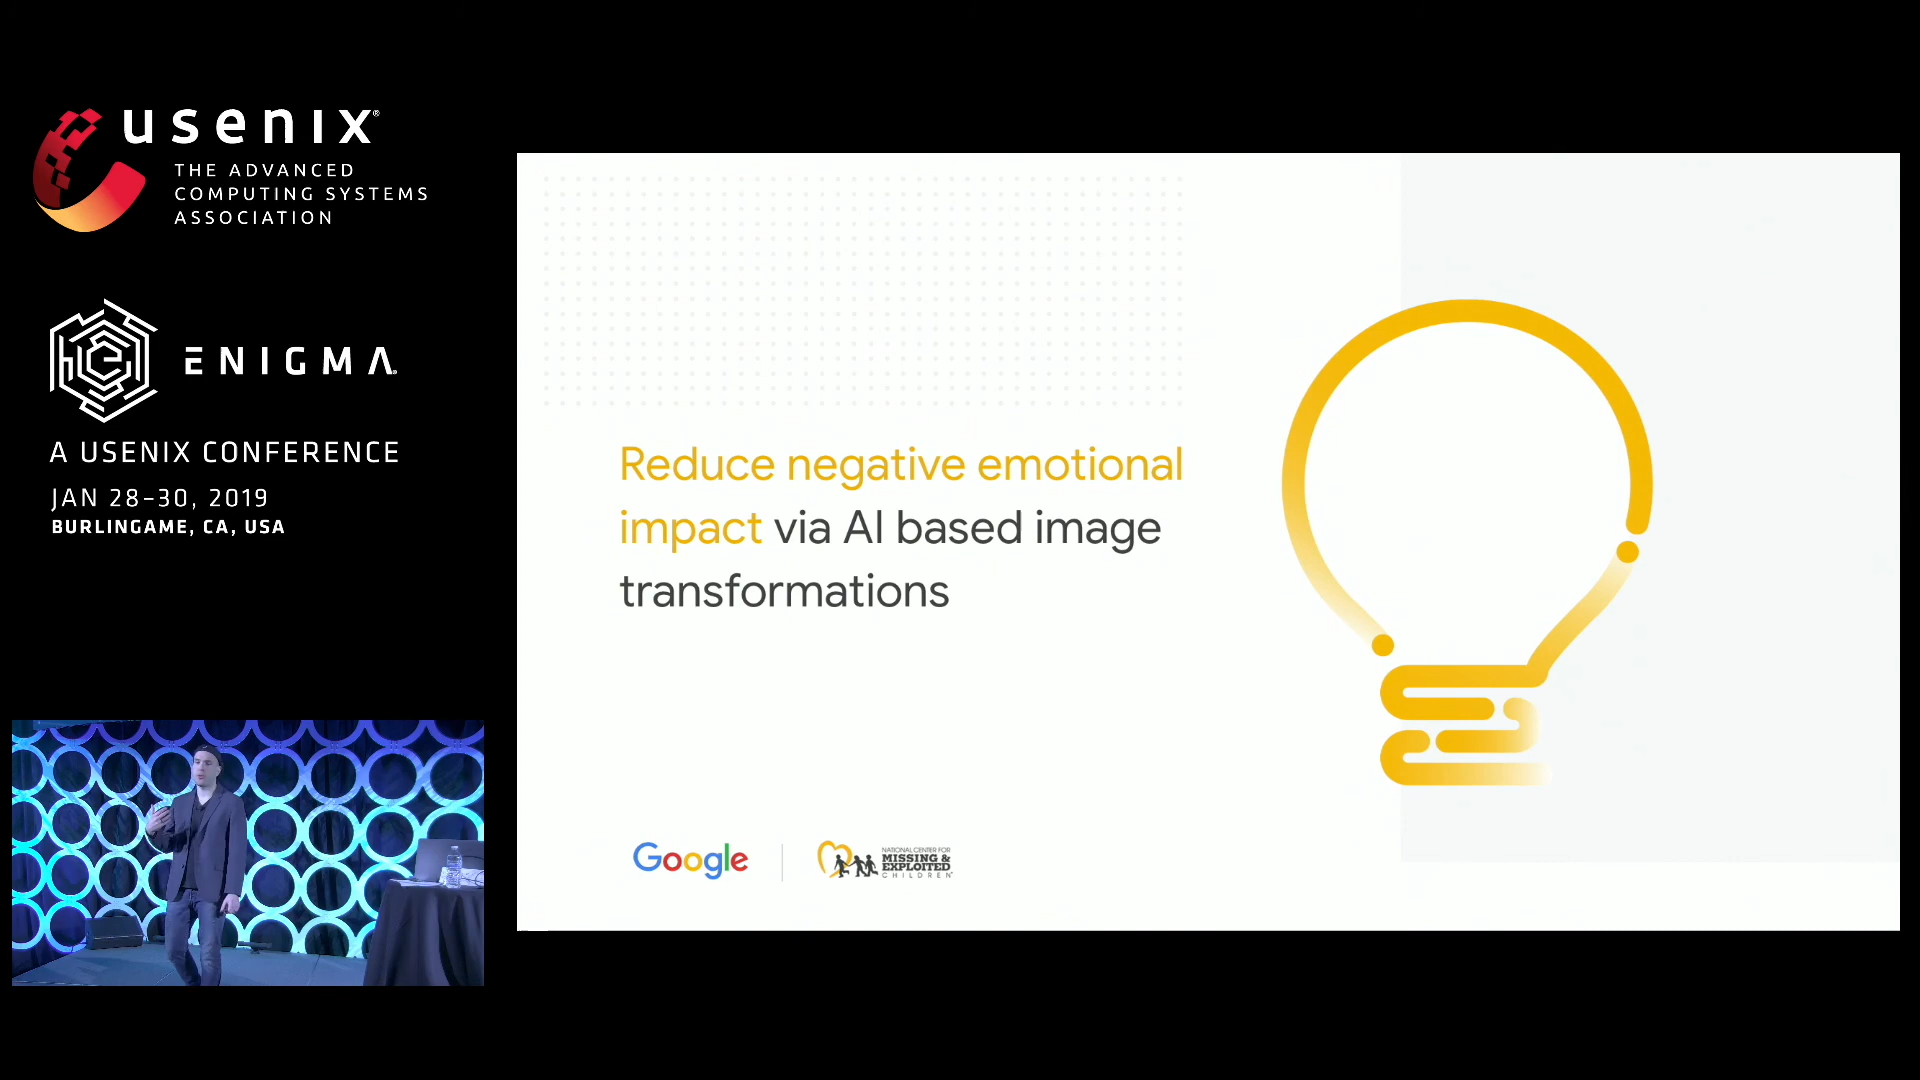 usenix®
THE ADVANCED
COMPUTING SYSTEMS
ASSOCIATION
ENIGMA
A USENIX CONFERENCE
JAN 28–30, 2019
BURLINGAME, CA, USA
Reduce negative emotional
impact via AI based image
transformations
Google
NATIONAL CENTER FOR
MISSING &
EXPLOITED
CHILDREN